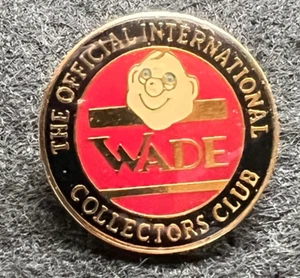 THE OFFICIAL INTERNATIONAL
WADE
COLLECTORS CLUB